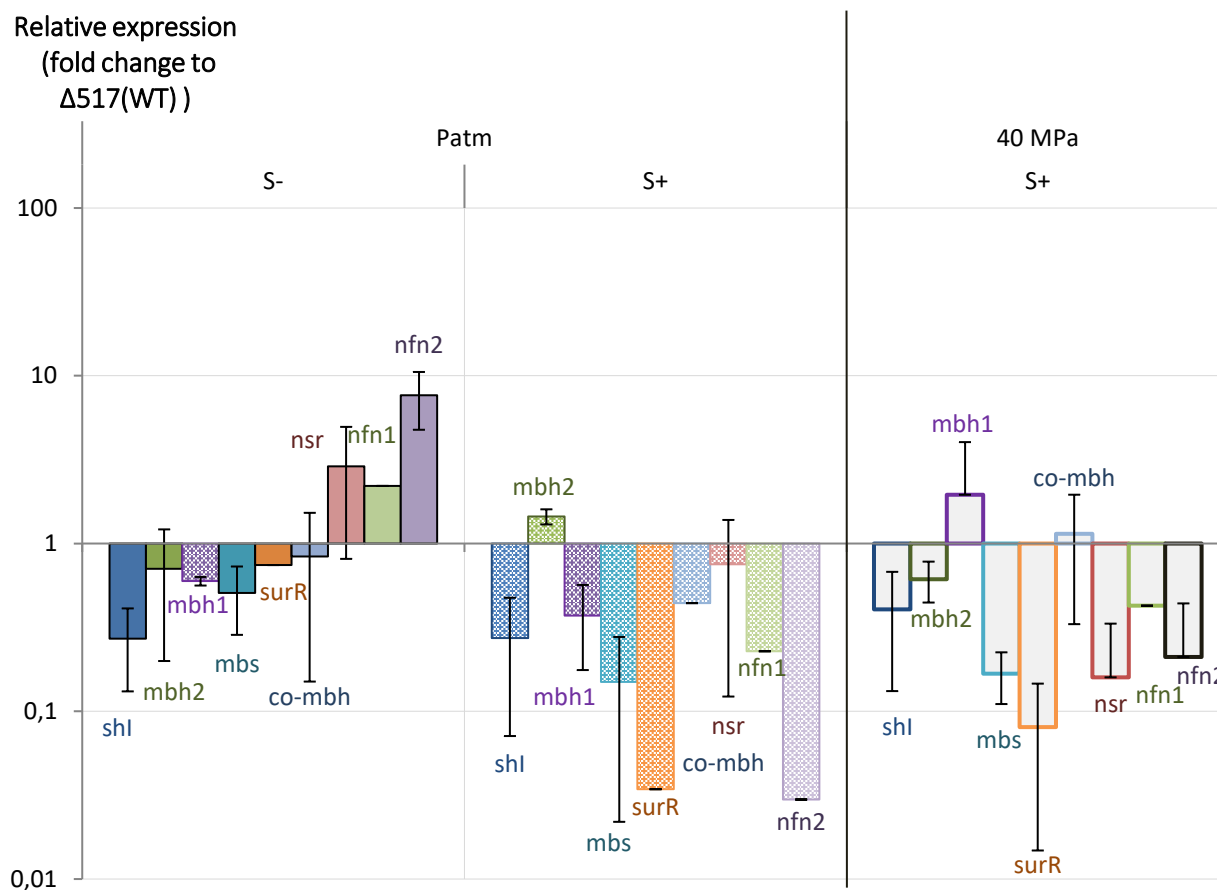 Relative expression
(fold change to
Δ517(WT) )
Patm
40 MPa
S-
S+
S+
100
10
1
0,1
0,01
shI
mbh2
mbh1
mbs
surR
co-mbh
nsr
nfn1
nfn2
shI
mbh2
mbh1
mbs
surR
co-mbh
nsr
nfn1
nfn2
shI
mbh2
mbh1
mbs
surR
co-mbh
nsr
nfn1
nfn2